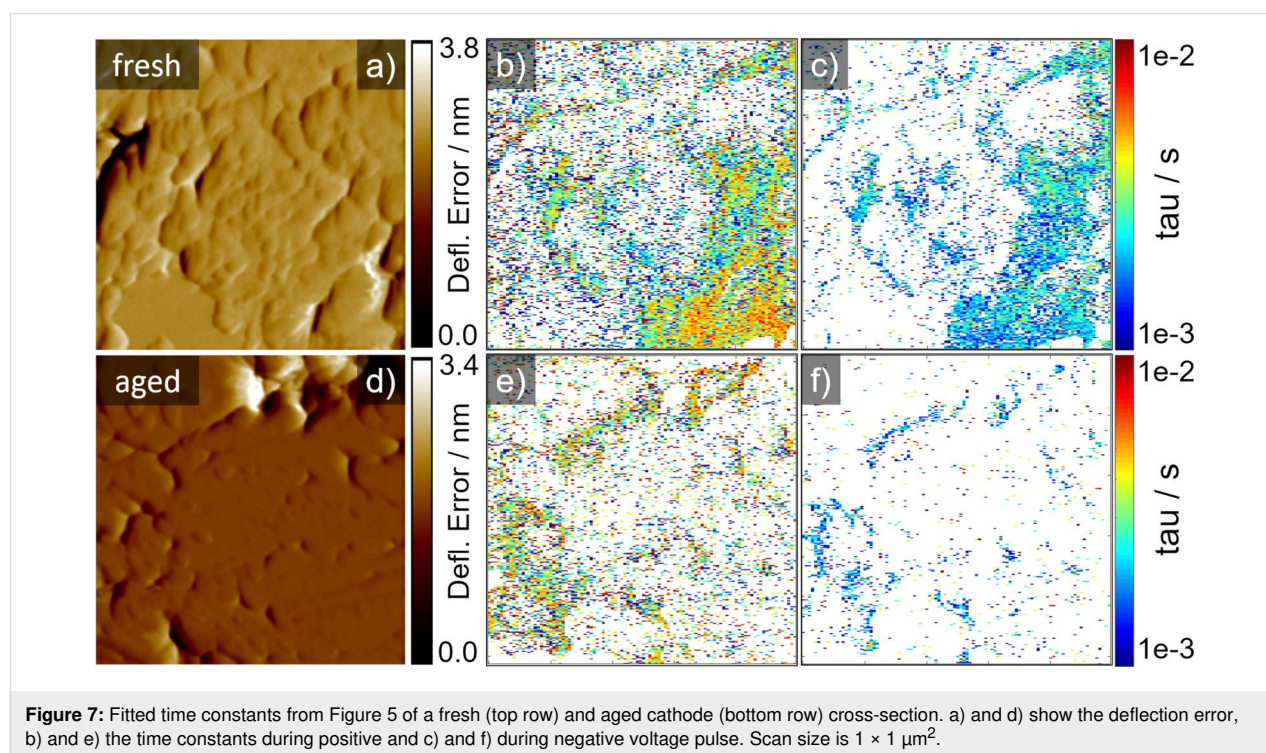 fresh a) 3.8 Defl. Error / nm 0.0 b) c) 1e-2 tau / s 1e-3
aged d) 3.4 Defl. Error / nm 0.0 e) f) 1e-2 tau / s 1e-3
Figure 7: Fitted time constants from Figure 5 of a fresh (top row) and aged cathode (bottom row) cross-section. a) and d) show the deflection error,
b) and e) the time constants during positive and c) and f) during negative voltage pulse. Scan size is 1 × 1 µm².